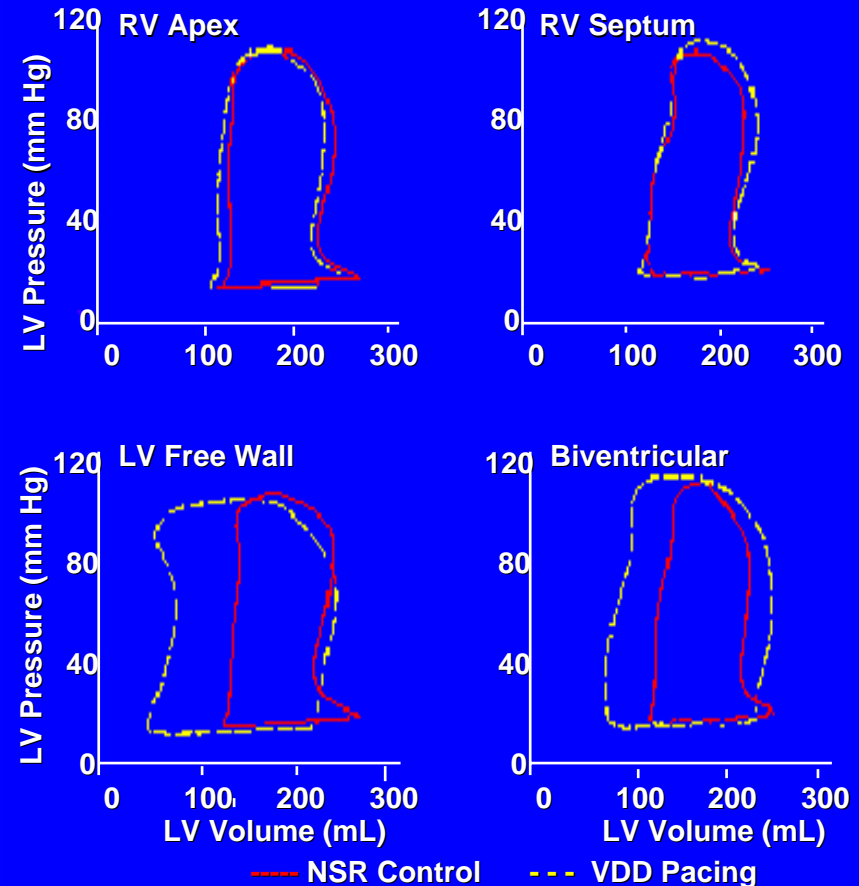 RV Apex
120
80
40
0
0 100 200 300
LV Pressure (mm Hg)
RV Septum
120
80
40
0
0 100 200 300
LV Free Wall
120
80
40
0
0 100 200 300
LV Pressure (mm Hg)
LV Volume (mL)
Biventricular
120
80
40
0
0 100 200 300
LV Volume (mL)
NSR Control
VDD Pacing